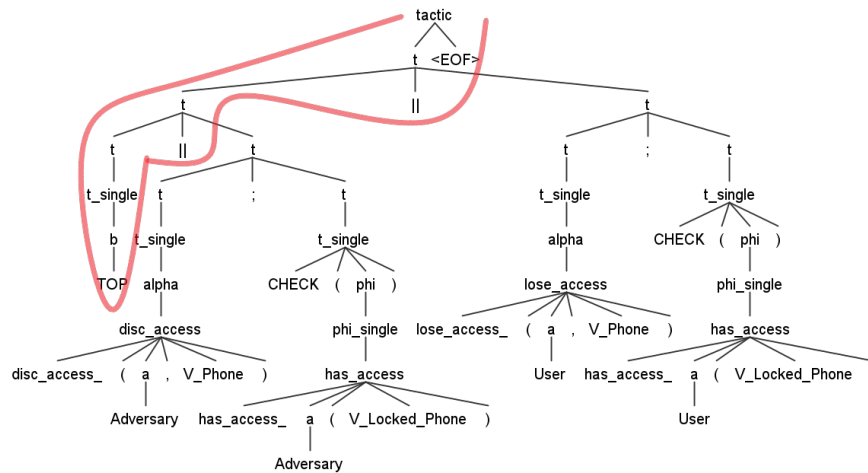 tactic
t <EOF>
t || t
t || t t ;
t_single t ; t t_single t_single
b t_single t_single alpha CHECK ( phi )
TOP alpha CHECK ( phi ) lose_access phi_single
disc_access phi_single lose_access_ ( a , V_Phone ) has_access
disc_access_ ( a , V_Phone ) has_access User has_access_ a ( V_Locked_Phone
Adversary has_access_ a ( V_Locked_Phone ) User
Adversary